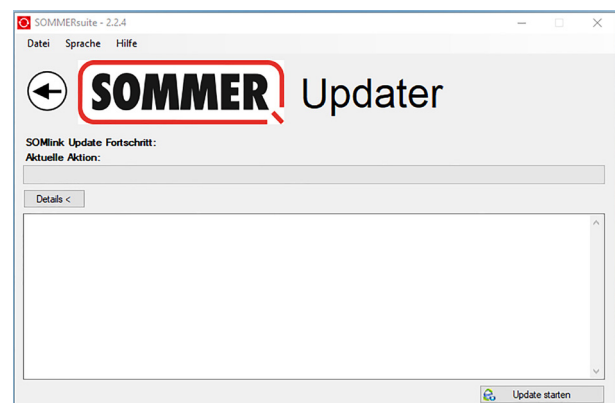 SOMMERsuite - 2.2.4
Datei Sprache Hilfe
SOMMER Updater
SOMlink Update Fortschritt:
Aktuelle Aktion:
Details <
Update starten